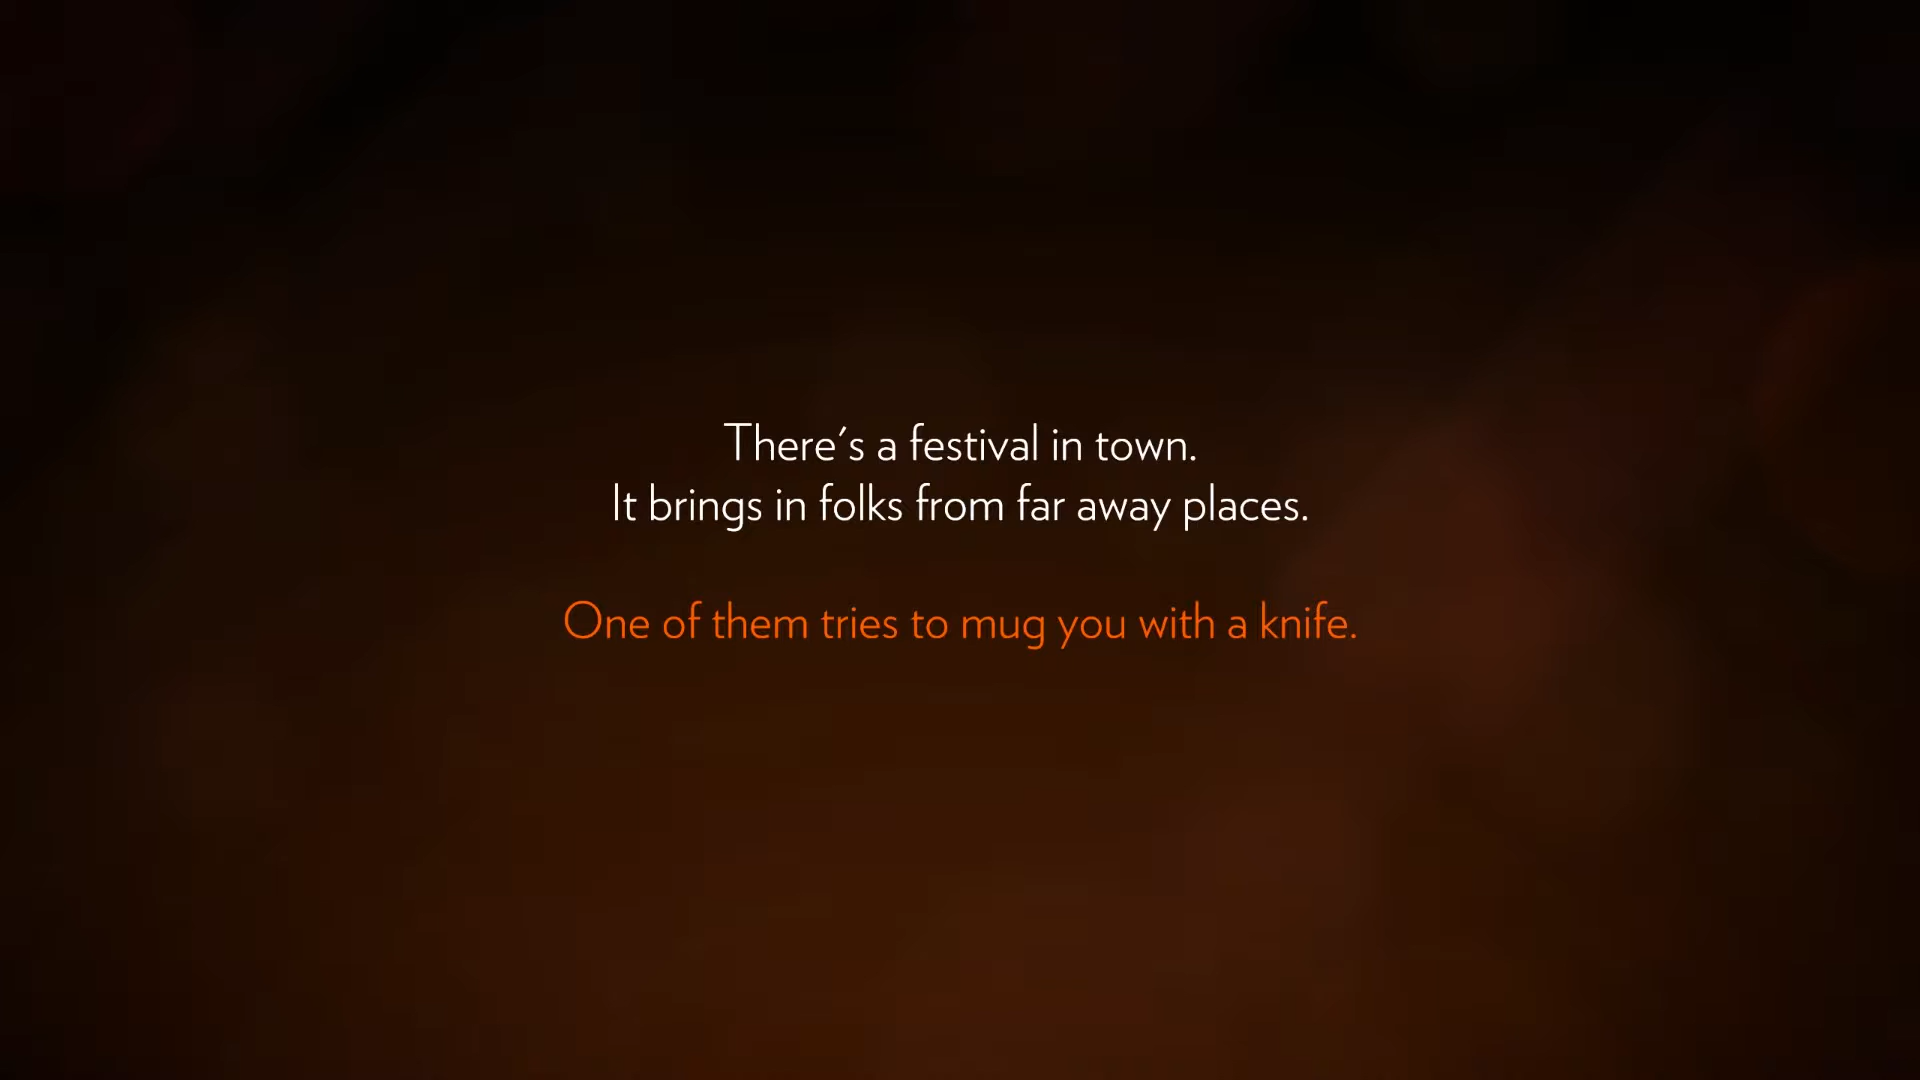 There's a festival in town.
It brings in folks from far away places.
One of them tries to mug you with a knife.